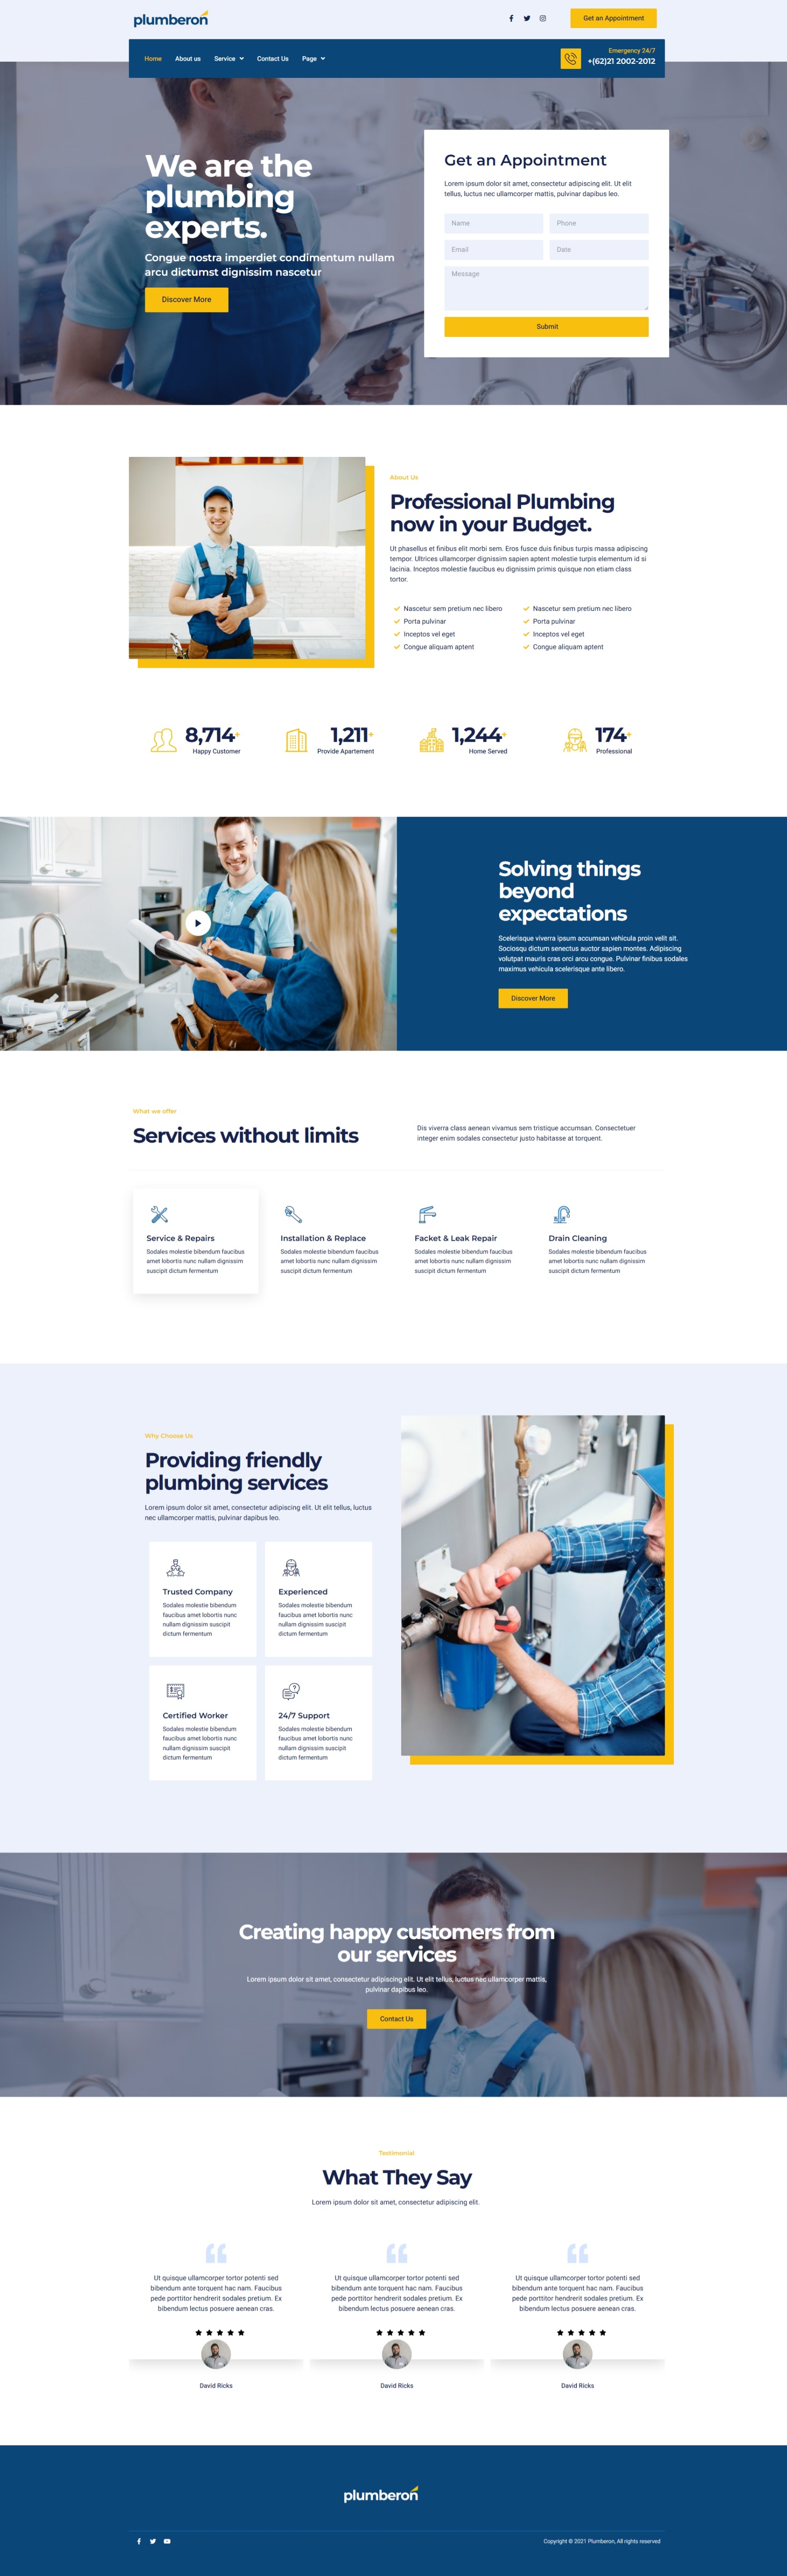 plumberon
Get an Appointment
Home About us Service Contact Us Page
Emergency 24/7
+(62)21 2002-2012
We are the
plumbing
experts.
Congue nostra imperdiet condimentum nullam
arcu dictumst dignissim nascetur
Discover More
Get an Appointment
Lorem ipsum dolor sit amet, consectetur adipiscing elit. Ut elit
tellus, luctus nec ullamcorper mattis, pulvinar dapibus leo.
Name Phone
Email Date
Message
Submit
About Us
Professional Plumbing
now in your Budget.
Ut phasellus et finibus elit morbi sem. Eros fusce duis finibus turpis massa adipiscing
tempor. Ultrices ullamcorper dignissim sapien aptent molestie turpis elementum id si
lacinia. Inceptos molestie faucibus eu dignissim primis quisque non etiam class
tortor.
Nascetur sem pretium nec libero Nascetur sem pretium nec libero
Porta pulvinar Porta pulvinar
Inceptos vel eget Inceptos vel eget
Congue aliquam aptent Congue aliquam aptent
8,714+ 1,211+ 1,244+ 174+
Happy Customer Provide Apartement Home Served Professional
Solving things
beyond
expectations
Scelerisque viverra ipsum accumsan vehicula proin velit sit.
Sociosqu dictum senectus auctor sapien montes. Adipiscing
volutpat mauris cras orci arcu congue. Pulvinar finibus sodales
maximus vehicula scelerisque ante libero.
Discover More
What we offer
Services without limits
Dis viverra class aenean vivamus sem tristique accumsan. Consectetuer
integer enim sodales consectetur justo habitasse at torquent.
Service & Repairs
Sodales molestie bibendum faucibus
amet lobortis nunc nullam dignissim
suscipit dictum fermentum
Installation & Replace
Sodales molestie bibendum faucibus
amet lobortis nunc nullam dignissim
suscipit dictum fermentum
Facket & Leak Repair
Sodales molestie bibendum faucibus
amet lobortis nunc nullam dignissim
suscipit dictum fermentum
Drain Cleaning
Sodales molestie bibendum faucibus
amet lobortis nunc nullam dignissim
suscipit dictum fermentum
Why Choose Us
Providing friendly
plumbing services
Lorem ipsum dolor sit amet, consectetur adipiscing elit. Ut elit tellus, luctus
nec ullamcorper mattis, pulvinar dapibus leo.
Trusted Company
Sodales molestie bibendum
faucibus amet lobortis nunc
nullam dignissim suscipit
dictum fermentum
Experienced
Sodales molestie bibendum
faucibus amet lobortis nunc
nullam dignissim suscipit
dictum fermentum
Certified Worker
Sodales molestie bibendum
faucibus amet lobortis nunc
nullam dignissim suscipit
dictum fermentum
24/7 Support
Sodales molestie bibendum
faucibus amet lobortis nunc
nullam dignissim suscipit
dictum fermentum
Creating happy customers from
our services
Lorem ipsum dolor sit amet, consectetur adipiscing elit. Ut elit tellus, luctus nec ullamcorper mattis,
pulvinar dapibus leo.
Contact Us
Testimonial
What They Say
Lorem ipsum dolor sit amet, consectetur adipiscing elit.
Ut quisque ullamcorper tortor potenti sed
bibendum ante torquent hac nam. Faucibus
pede porttitor hendrerit sodales pretium. Ex
bibendum lectus posuere aenean cras.
David Ricks
Ut quisque ullamcorper tortor potenti sed
bibendum ante torquent hac nam. Faucibus
pede porttitor hendrerit sodales pretium. Ex
bibendum lectus posuere aenean cras.
David Ricks
Ut quisque ullamcorper tortor potenti sed
bibendum ante torquent hac nam. Faucibus
pede porttitor hendrerit sodales pretium. Ex
bibendum lectus posuere aenean cras.
David Ricks
plumberon
Copyright © 2021 Plumberon, All rights reserved